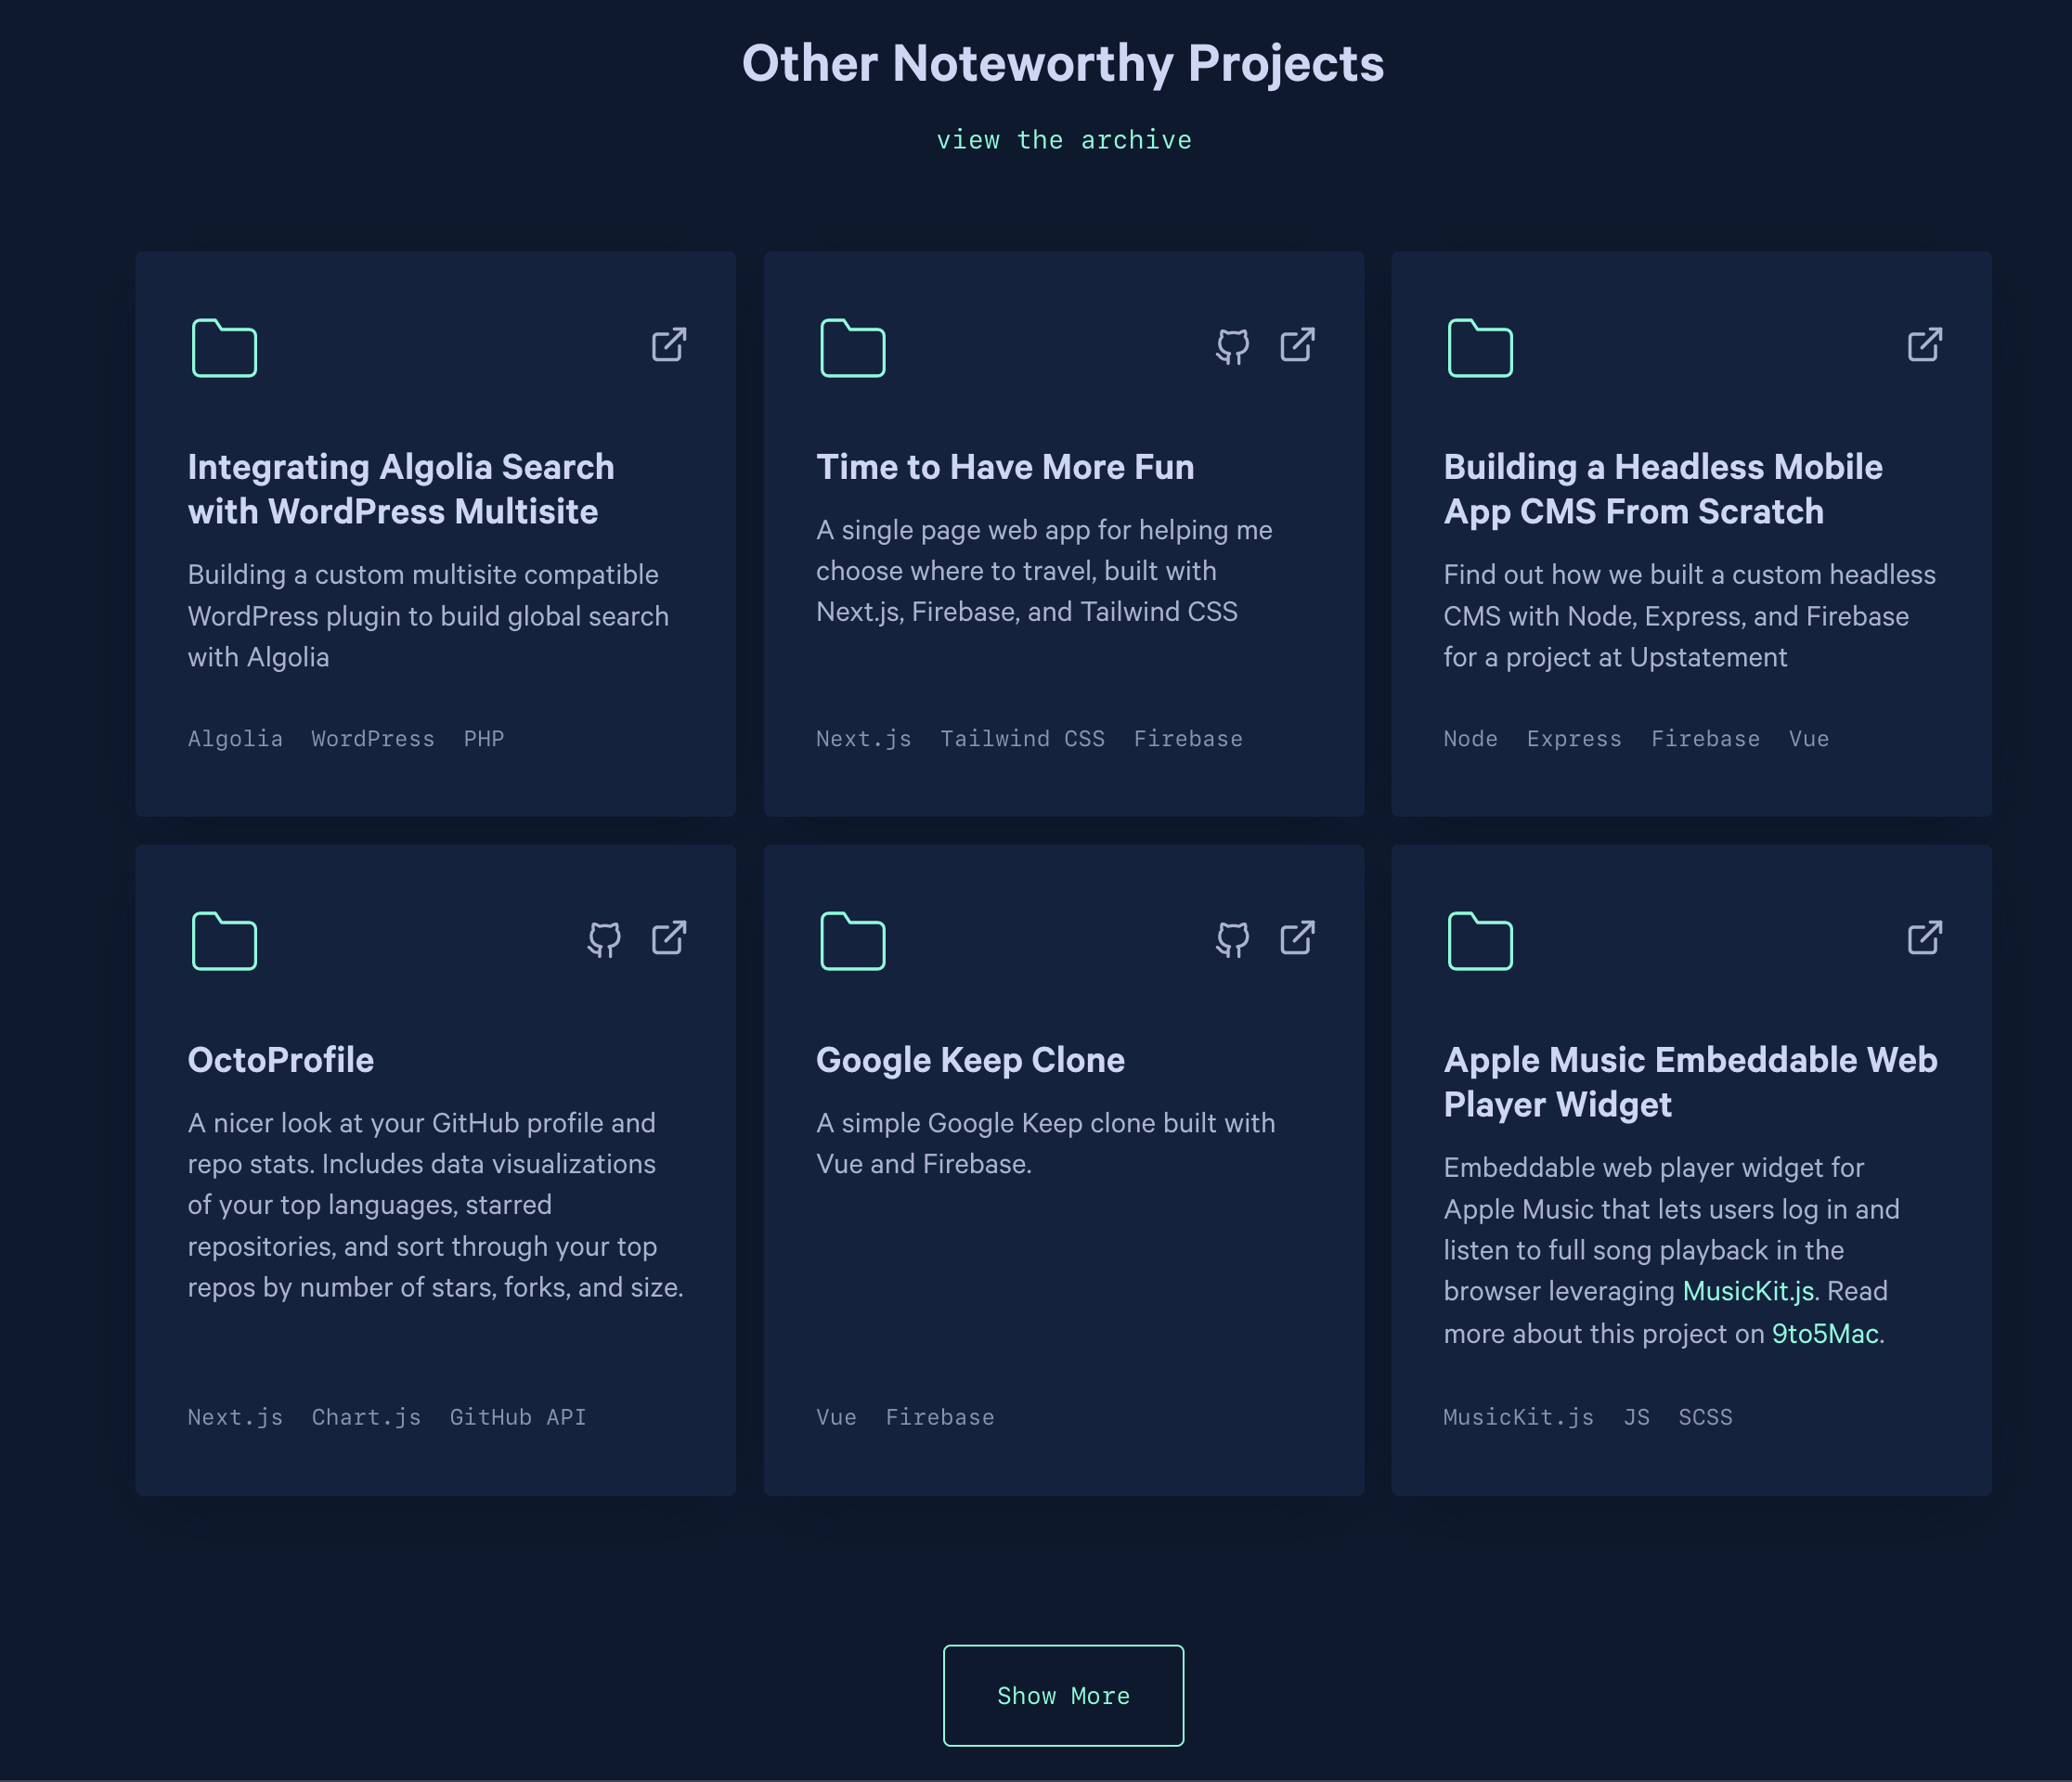 Other Noteworthy Projects
view the archive
Integrating Algolia Search
with WordPress Multisite
Building a custom multisite compatible
WordPress plugin to build global search
with Algolia
Algolia WordPress PHP
Time to Have More Fun
A single page web app for helping me
choose where to travel, built with
Next.js, Firebase, and Tailwind CSS
Next.js Tailwind CSS Firebase
Building a Headless Mobile
App CMS From Scratch
Find out how we built a custom headless
CMS with Node, Express, and Firebase
for a project at Upstatement
Node Express Firebase Vue
OctoProfile
A nicer look at your GitHub profile and
repo stats. Includes data visualizations
of your top languages, starred
repositories, and sort through your top
repos by number of stars, forks, and size.
Next.js Chart.js GitHub API
Google Keep Clone
A simple Google Keep clone built with
Vue and Firebase.
Vue Firebase
Apple Music Embeddable Web
Player Widget
Embeddable web player widget for
Apple Music that lets users log in and
listen to full song playback in the
browser leveraging MusicKit.js. Read
more about this project on 9to5Mac.
MusicKit.js JS SCSS
Show More